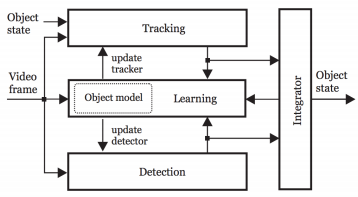 Object
state
Tracking
update
tracker
Video
frame
Object model
Learning
Integrator
Object
state
update
detector
Detection